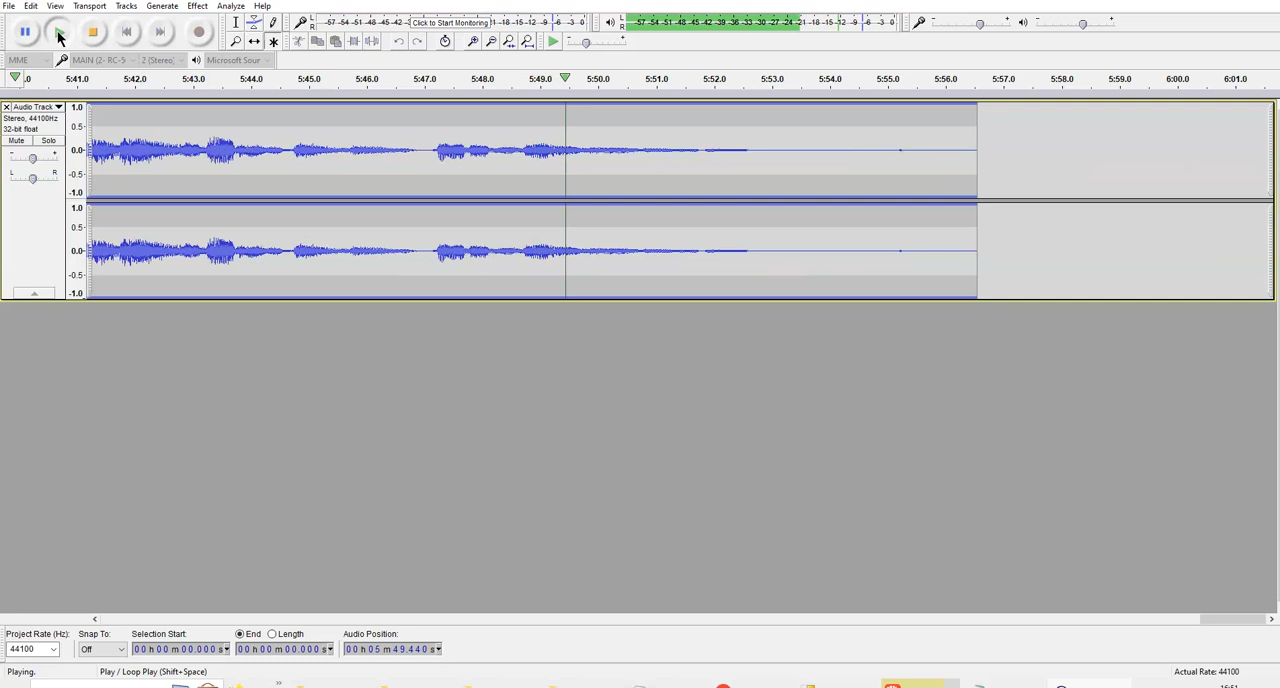 File Edit View Transport Tracks Generate Effect Analyze Help
L
R
-57 -54 -51 -48 -45 -42 Click to Start Monitoring -12 -9 -6 -3 0
L
R
-57 -54 -51 -48 -45 -42 -39 -36 -33 -30 -27 -24 -21 -18 -15 -12 -9 -6 -3 0
MME MAIN (2- RC-5 2 (Stereo) Microsoft Sour
5:41.0 5:42.0 5:43.0 5:44.0 5:45.0 5:46.0 5:47.0 5:48.0 5:49.0 5:50.0 5:51.0 5:52.0 5:53.0 5:54.0 5:55.0 5:56.0 5:57.0 5:58.0 5:59.0 6:00.0 6:01.0
Audio Track
Stereo, 44100Hz
32-bit float
Mute Solo
- +
L R
1.0
0.5
0.0
-0.5
-1.0
1.0
0.5
0.0
-0.5
-1.0
Project Rate (Hz): Snap To: Selection Start: End Length Audio Position:
44100 Off 00 h 00 m 00.000 s 00 h 00 m 00.000 s 00 h 05 m 49.440 s
Playing. Play / Loop Play (Shift+Space) Actual Rate: 44100